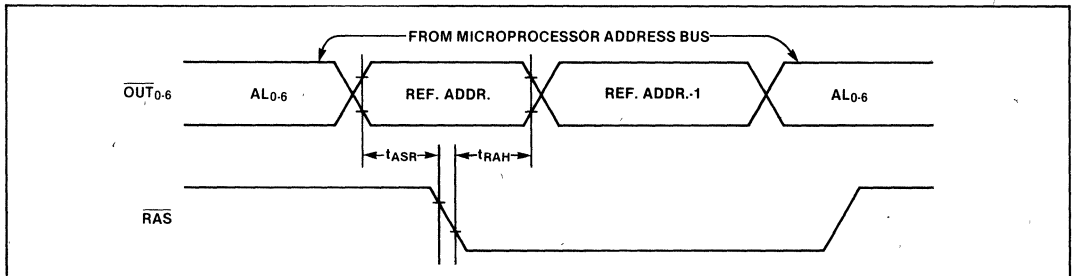 FROM MICROPROCESSOR ADDRESS BUS
OUT0-6 AL0-6 REF. ADDR. REF. ADDR.-1 AL0-6
tASR tRAH
RAS